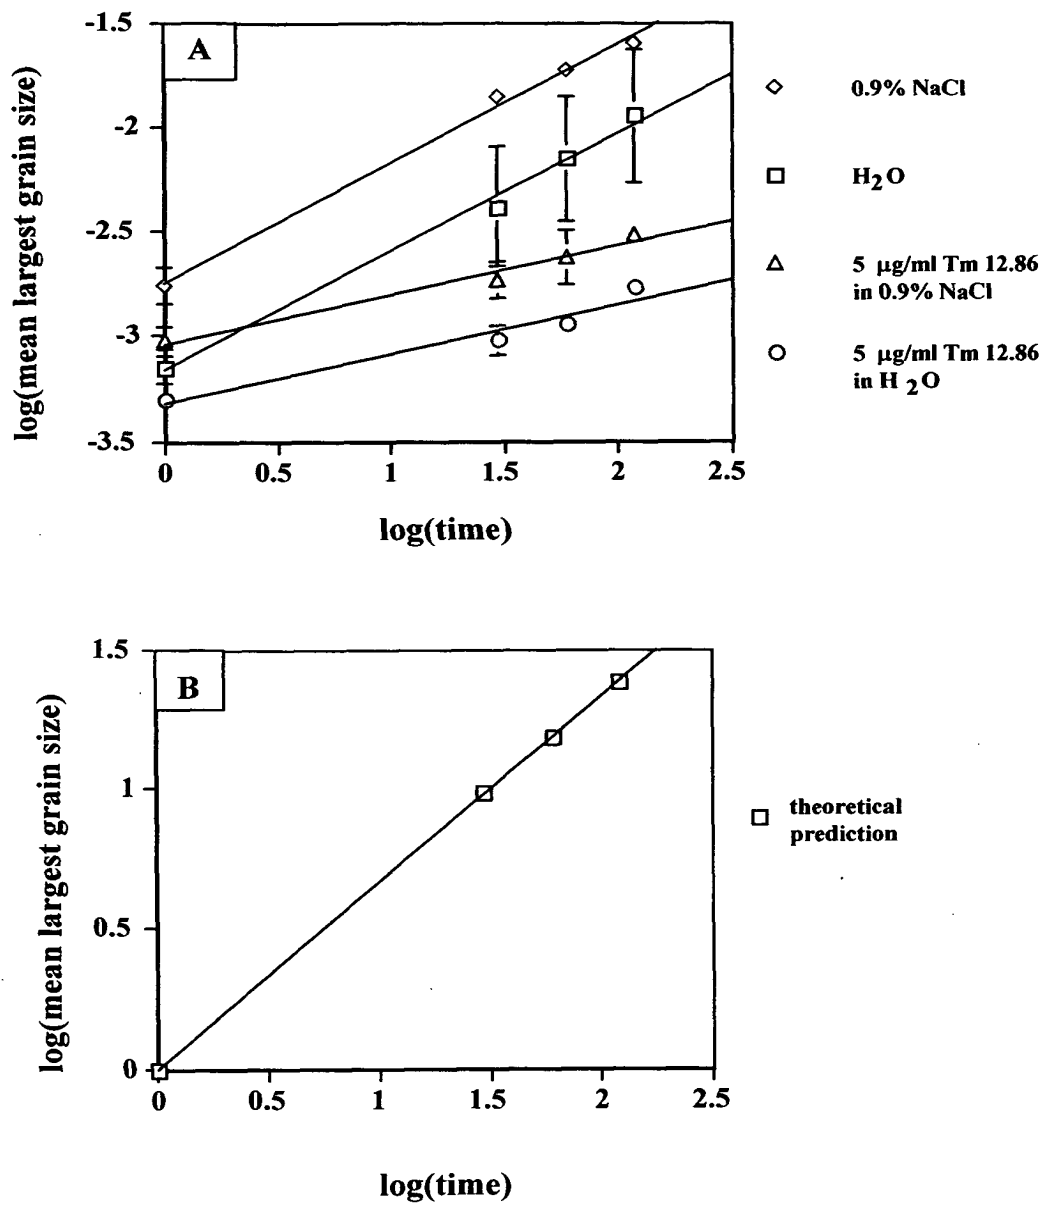 A
log(mean largest grain size)
-1.5
-2
-2.5
-3
-3.5
0
0.5
1
1.5
2
2.5
log(time)
0.9% NaCl
H2O
5 µg/ml Tm 12.86
in 0.9% NaCl
5 µg/ml Tm 12.86
in H2O
B
log(mean largest grain size)
1.5
1
0.5
0
0
0.5
1
1.5
2
2.5
log(time)
theoretical
prediction